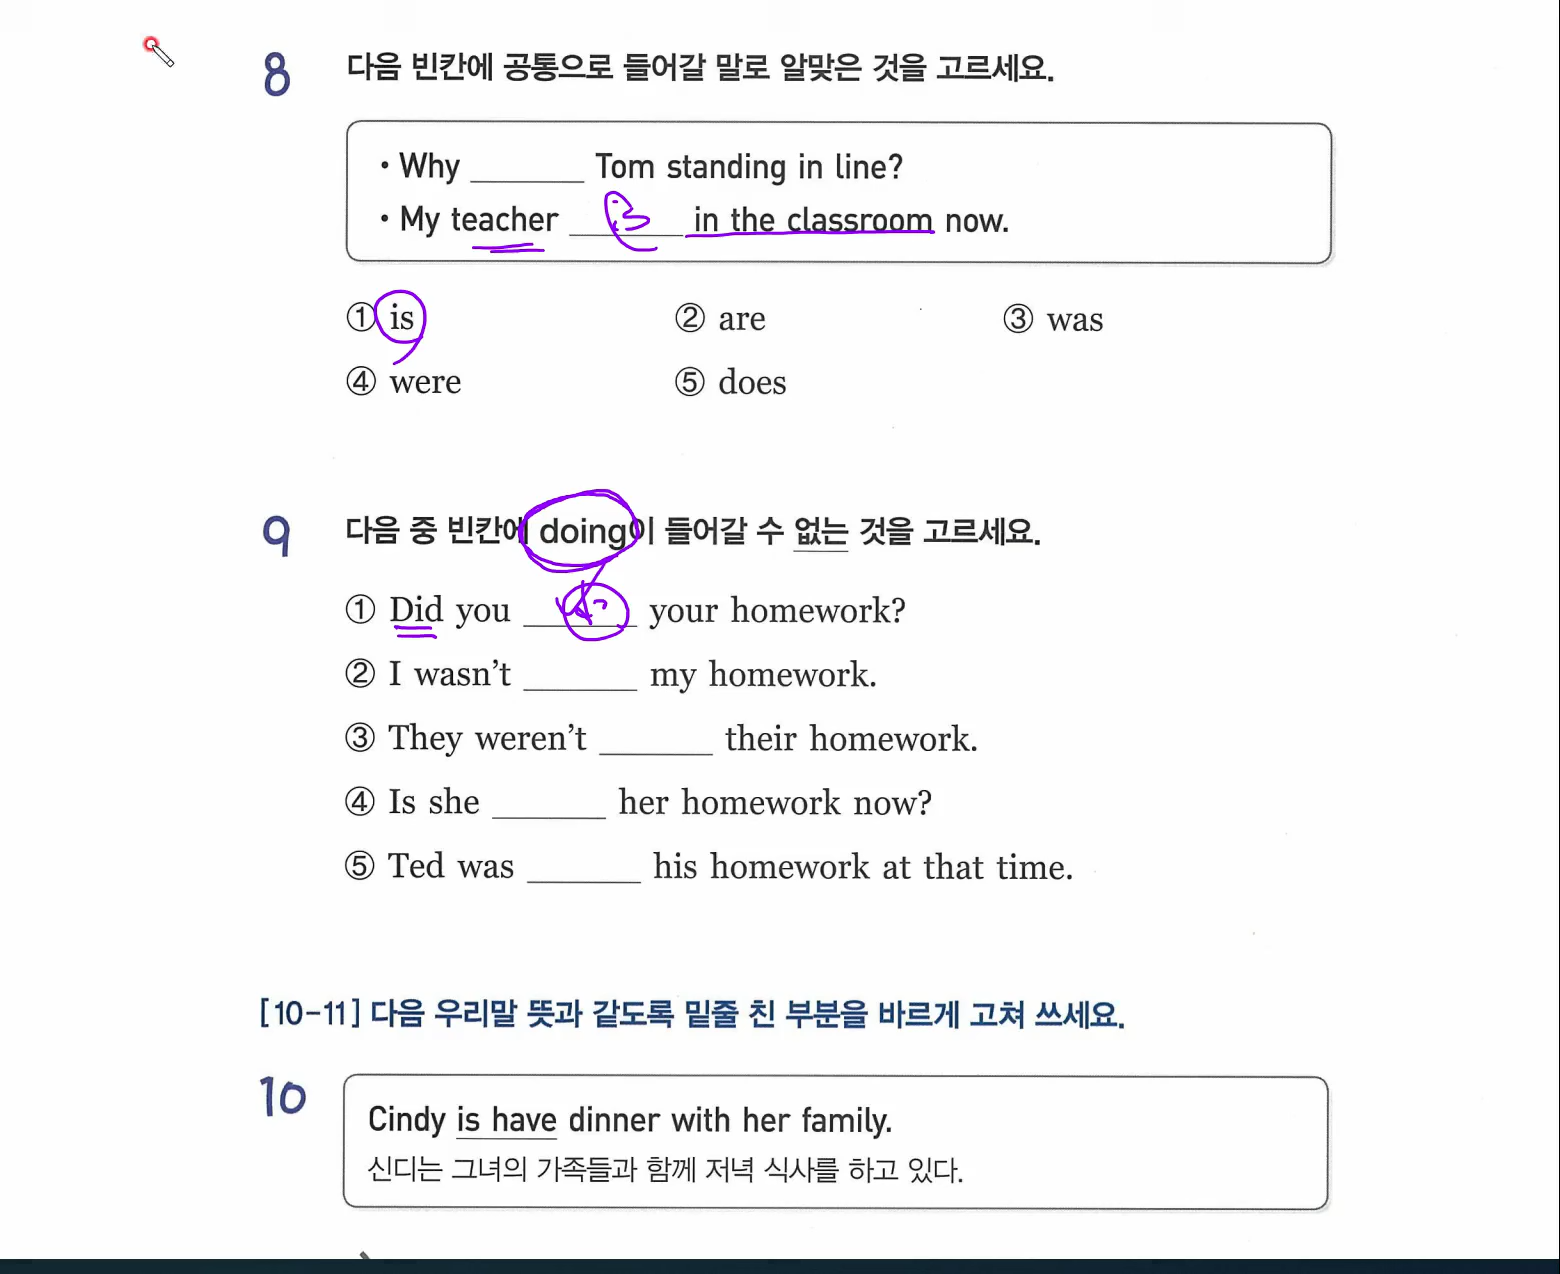 8 다음 빈칸에 공통으로 들어갈 말로 알맞은 것을 고르세요.
• Why ________ Tom standing in line?
• My teacher ________ in the classroom now.
① is ② are ③ was
④ were ⑤ does
9 다음 중 빈칸에 doing이 들어갈 수 없는 것을 고르세요.
① Did you ________ your homework?
② I wasn't ________ my homework.
③ They weren't ________ their homework.
④ Is she ________ her homework now?
⑤ Ted was ________ his homework at that time.
[10-11] 다음 우리말 뜻과 같도록 밑줄 친 부분을 바르게 고쳐 쓰세요.
10 Cindy is have dinner with her family.
신디는 그녀의 가족들과 함께 저녁 식사를 하고 있다.